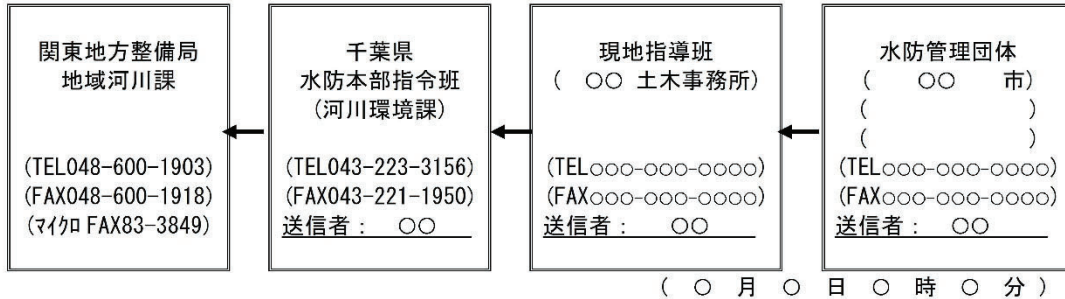 関東地方整備局
地域河川課
(TEL048-600-1903)
(FAX048-600-1918)
(ﾏｲｸﾛ FAX83-3849)
千葉県
水防本部指令班
(河川環境課)
(TEL043-223-3156)
(FAX043-221-1950)
送信者： ○○
現地指導班
( ○○ 土木事務所)
(TEL○○○-○○○-○○○○)
(FAX○○○-○○○-○○○○)
送信者： ○○
水防管理団体
( ○○ 市)
( )
( )
(TEL○○○-○○○-○○○○)
(FAX○○○-○○○-○○○○)
送信者： ○○
( ○ 月 ○ 日 ○ 時 ○ 分 )